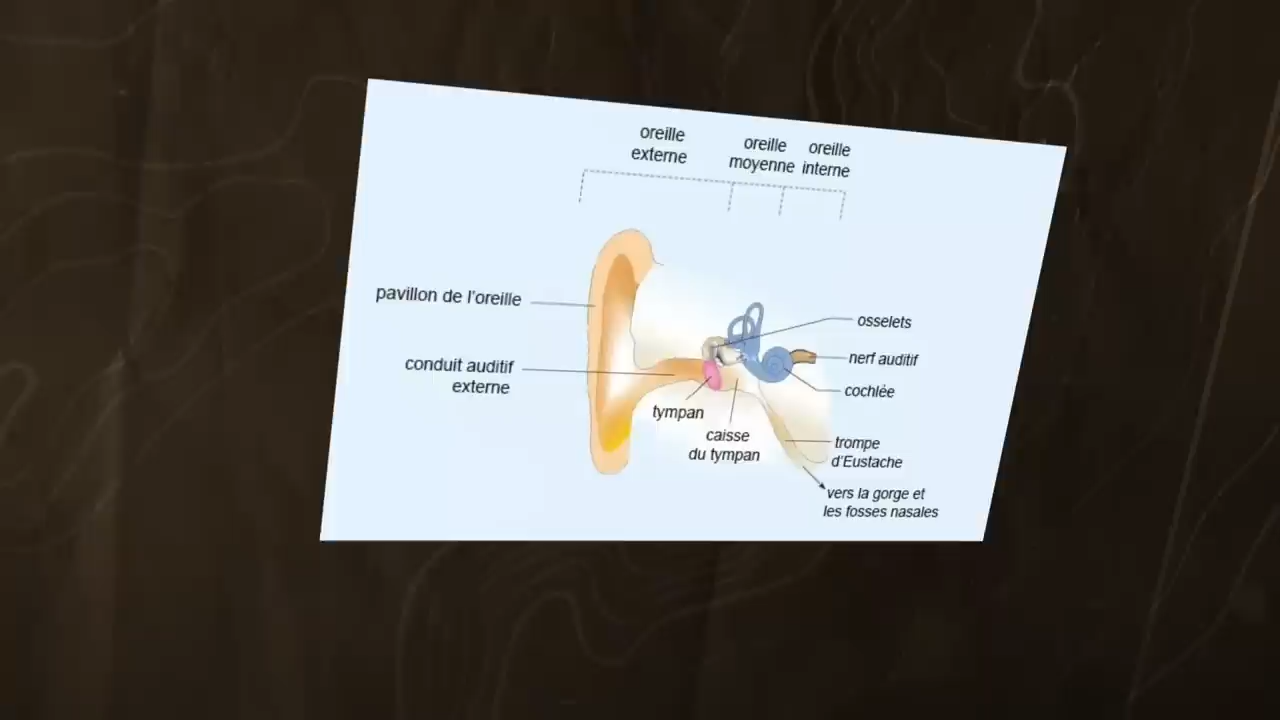 oreille
externe
oreille
moyenne
oreille
interne
pavillon de l'oreille
conduit auditif
externe
tympan
caisse
du tympan
osselets
nerf auditif
cochlée
trompe
d'Eustache
vers la gorge et
les fosses nasales